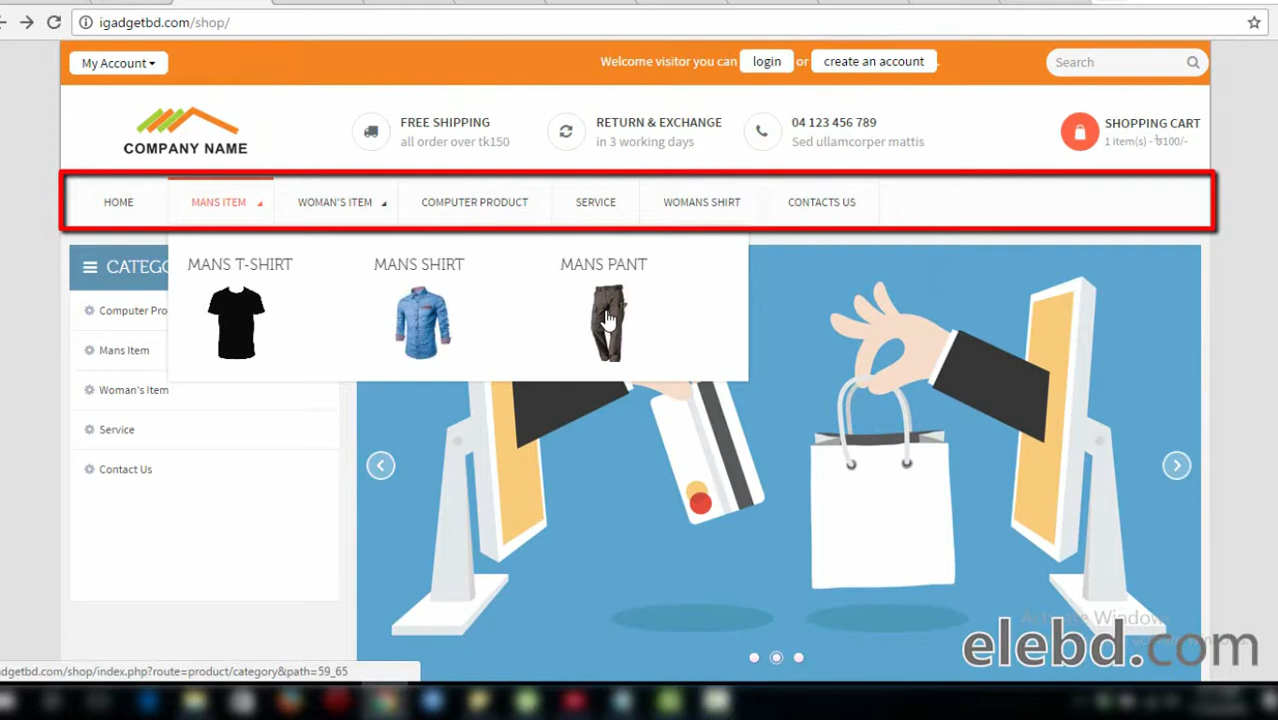 igadgetbd.com/shop/
My Account
Welcome visitor you can login or create an account .
Search
COMPANY NAME
FREE SHIPPING
all order over tk150
RETURN & EXCHANGE
in 3 working days
04 123 456 789
Sed ullamcorper mattis
SHOPPING CART
1 item(s) - ৳100/-
HOME MANS ITEM WOMAN'S ITEM COMPUTER PRODUCT SERVICE WOMANS SHIRT CONTACTS US
MANS T-SHIRT MANS SHIRT MANS PANT
CATEG
Computer Pro
Mans Item
Woman's Item
Service
Contact Us
Activate Windows
elebd.com
adgetbd.com/shop/index.php?route=product/category&path=59_65